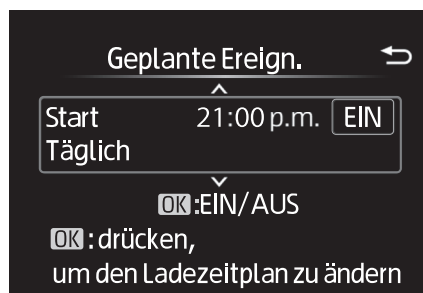 Geplante Ereign.
Start 21:00 p.m. EIN
Täglich
OK:EIN/AUS
OK: drücken,
um den Ladezeitplan zu ändern